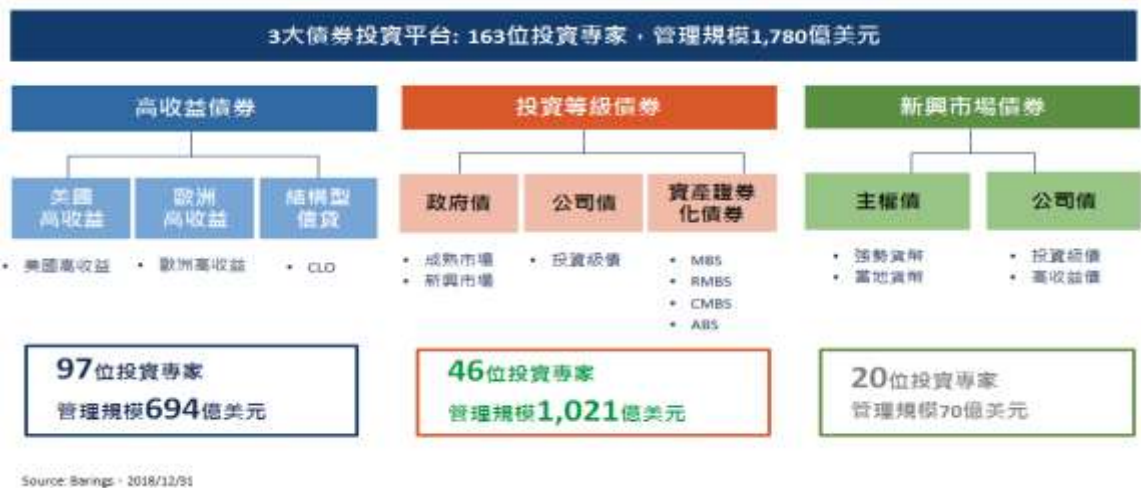 3大債券投資平台: 163位投資專家，管理規模1,780億美元
高收益債券
投資等級債券
新興市場債券
美國
高收益
歐洲
高收益
結構型
信貸
政府債
公司債
資產證券
化債券
主權債
公司債
• 美國高收益
• 歐洲高收益
• CLO
• 成熟市場
• 新興市場
• 投資級債
• MBS
• RMBS
• CMBS
• ABS
• 強勢貨幣
• 當地貨幣
• 投資級債
• 高收益債
97位投資專家
管理規模694億美元
46位投資專家
管理規模1,021億美元
20位投資專家
管理規模70億美元
Source: Barings - 2018/12/31